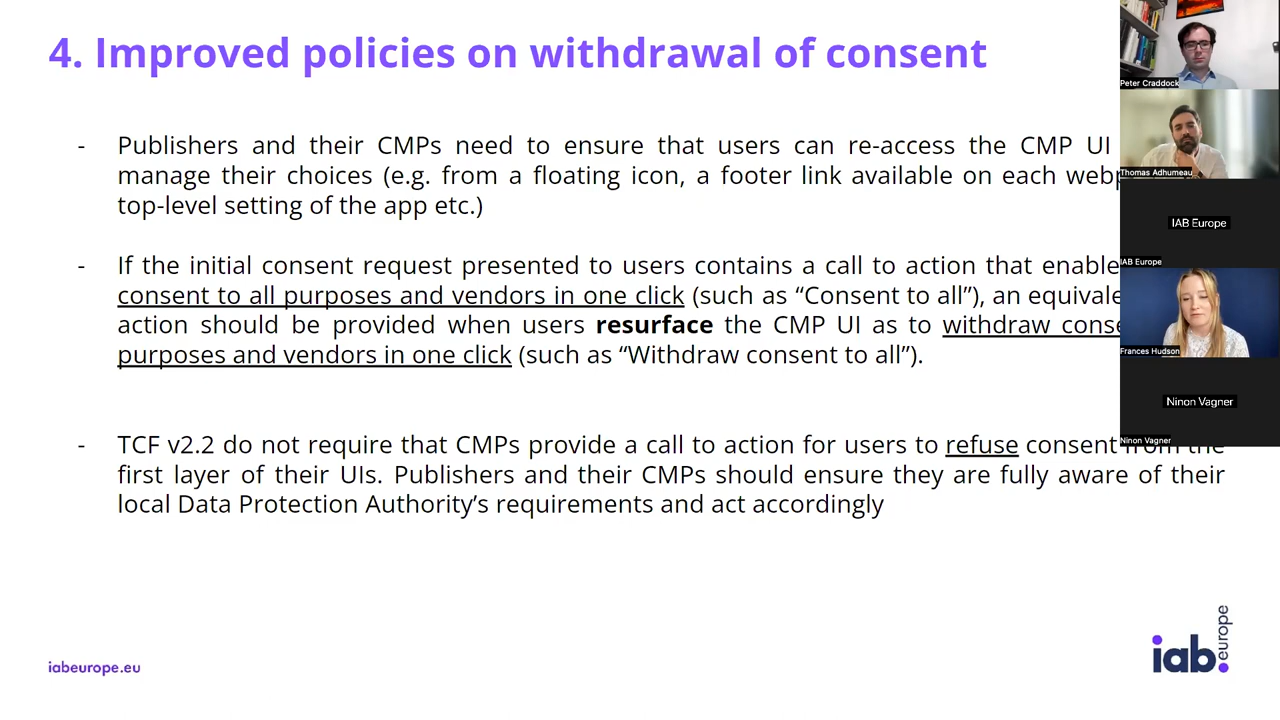 4. Improved policies on withdrawal of consent
- Publishers and their CMPs need to ensure that users can re-access the CMP UI
manage their choices (e.g. from a floating icon, a footer link available on each
top-level setting of the app etc.)
- If the initial consent request presented to users contains a call to action that
consent to all purposes and vendors in one click (such as “Consent to all”), an
action should be provided when users resurface the CMP UI as to withdraw
purposes and vendors in one click (such as “Withdraw consent to all”).
- TCF v2.2 do not require that CMPs provide a call to action for users to refuse consent from the
first layer of their UIs. Publishers and their CMPs should ensure they are fully aware of their
local Data Protection Authority’s requirements and act accordingly
iabeurope.eu
iab europe
Peter Craddock
Thomas Adhumeau
IAB Europe
IAB Europe
Frances Hudson
Ninon Vagner
Ninon Vagner